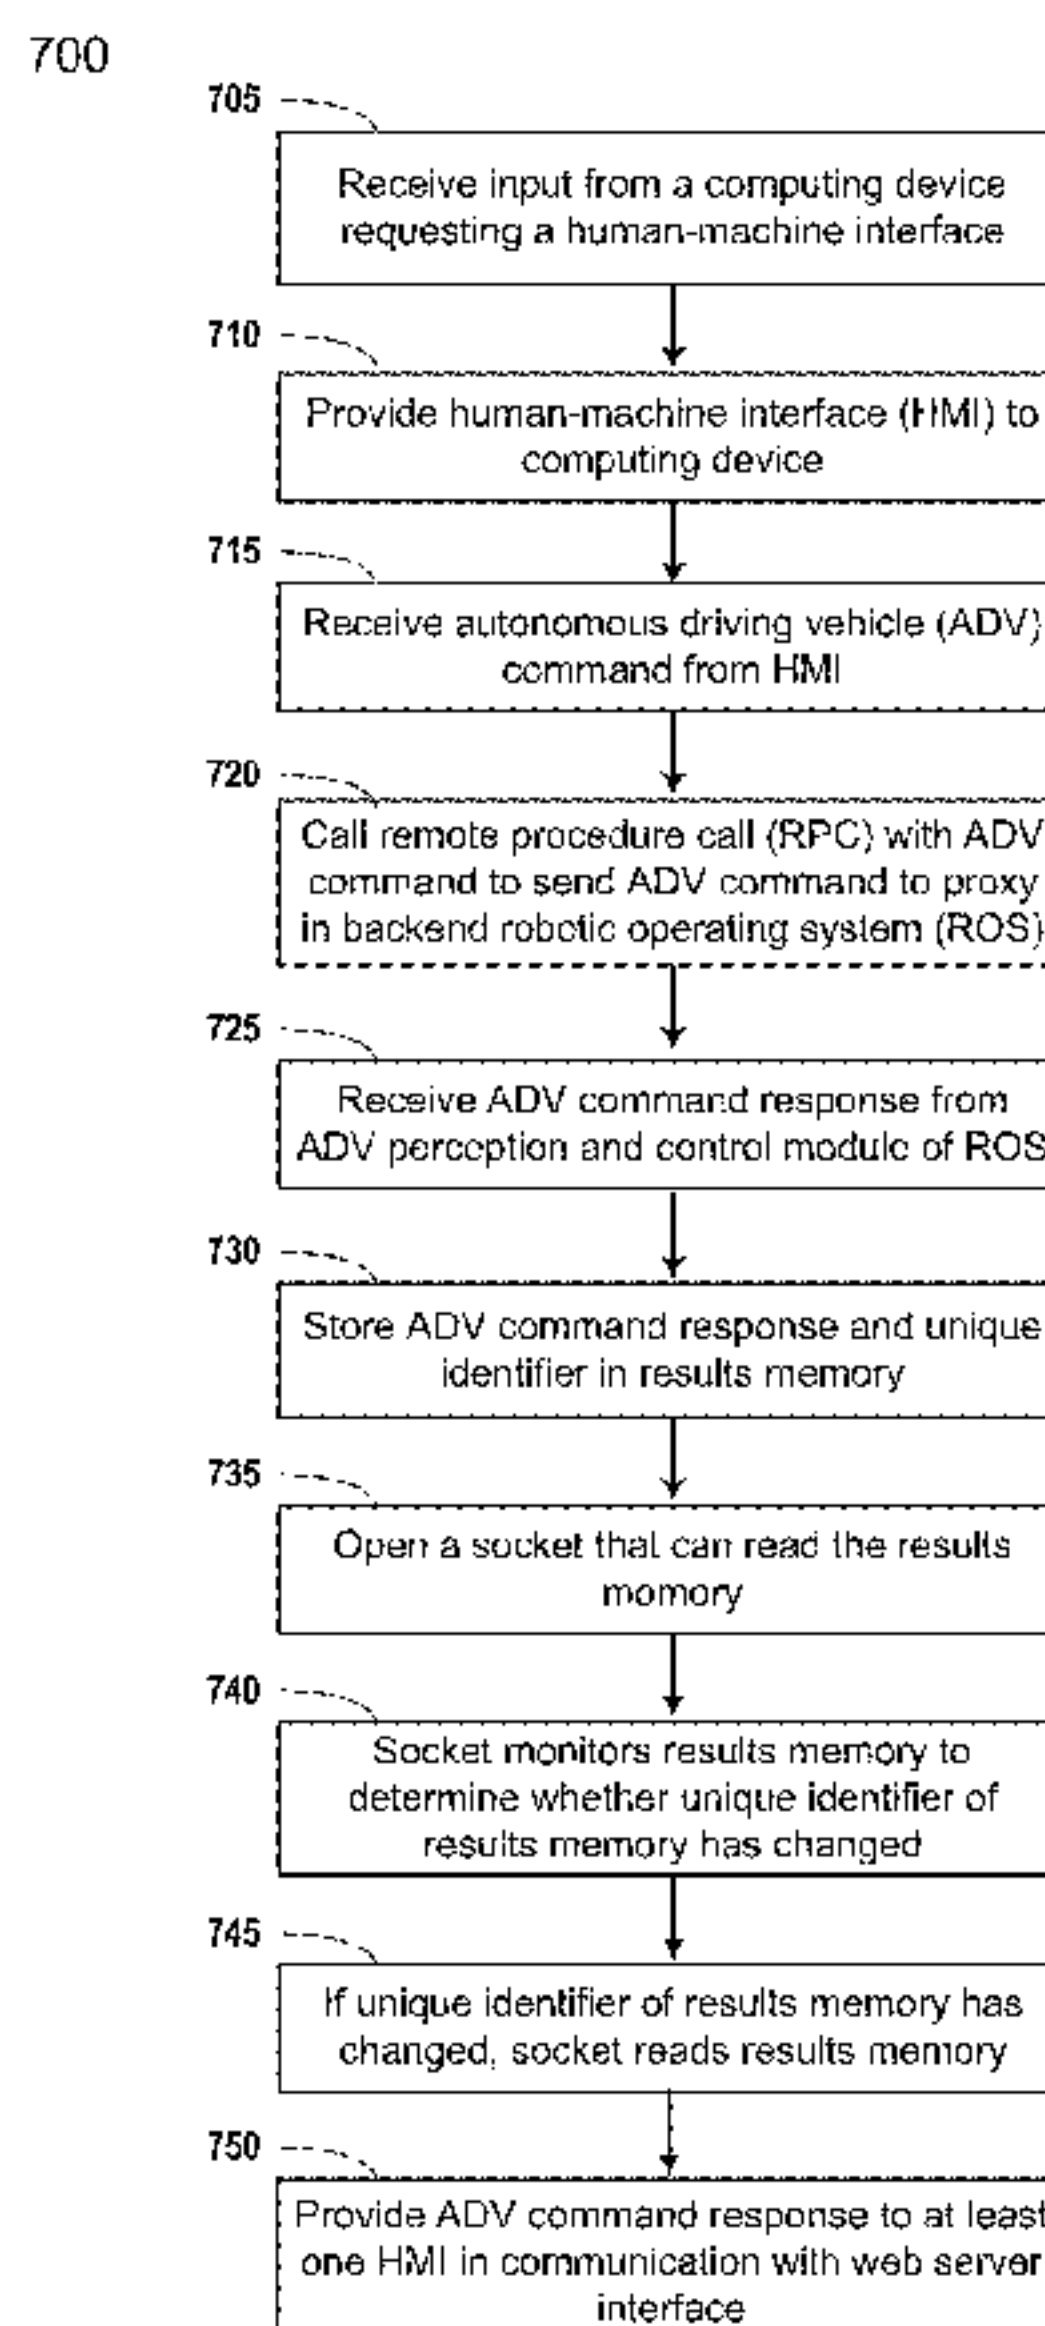 700
705
Receive input from a computing device
requesting a human-machine interface
710
Provide human-machine interface (HMI) to
computing device
715
Receive autonomous driving vehicle (ADV)
command from HMI
720
Call remote procedure call (RPC) with ADV
command to send ADV command to proxy
in backend robotic operating system (ROS)
725
Receive ADV command response from
ADV perception and control module of ROS
730
Store ADV command response and unique
identifier in results memory
735
Open a socket that can read the results
memory
740
Socket monitors results memory to
determine whether unique identifier of
results memory has changed
745
If unique identifier of results memory has
changed, socket reads results memory
750
Provide ADV command response to at least
one HMI in communication with web server
interface